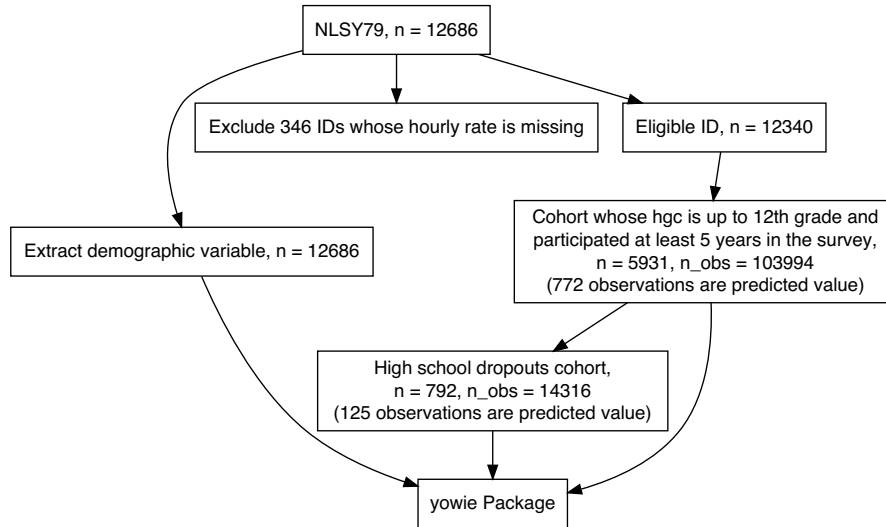 NLSY79, n = 12686
Exclude 346 IDs whose hourly rate is missing
Eligible ID, n = 12340
Extract demographic variable, n = 12686
Cohort whose hgc is up to 12th grade and
participated at least 5 years in the survey,
n = 5931, n_obs = 103994
(772 observations are predicted value)
High school dropouts cohort,
n = 792, n_obs = 14316
(125 observations are predicted value)
yowie Package